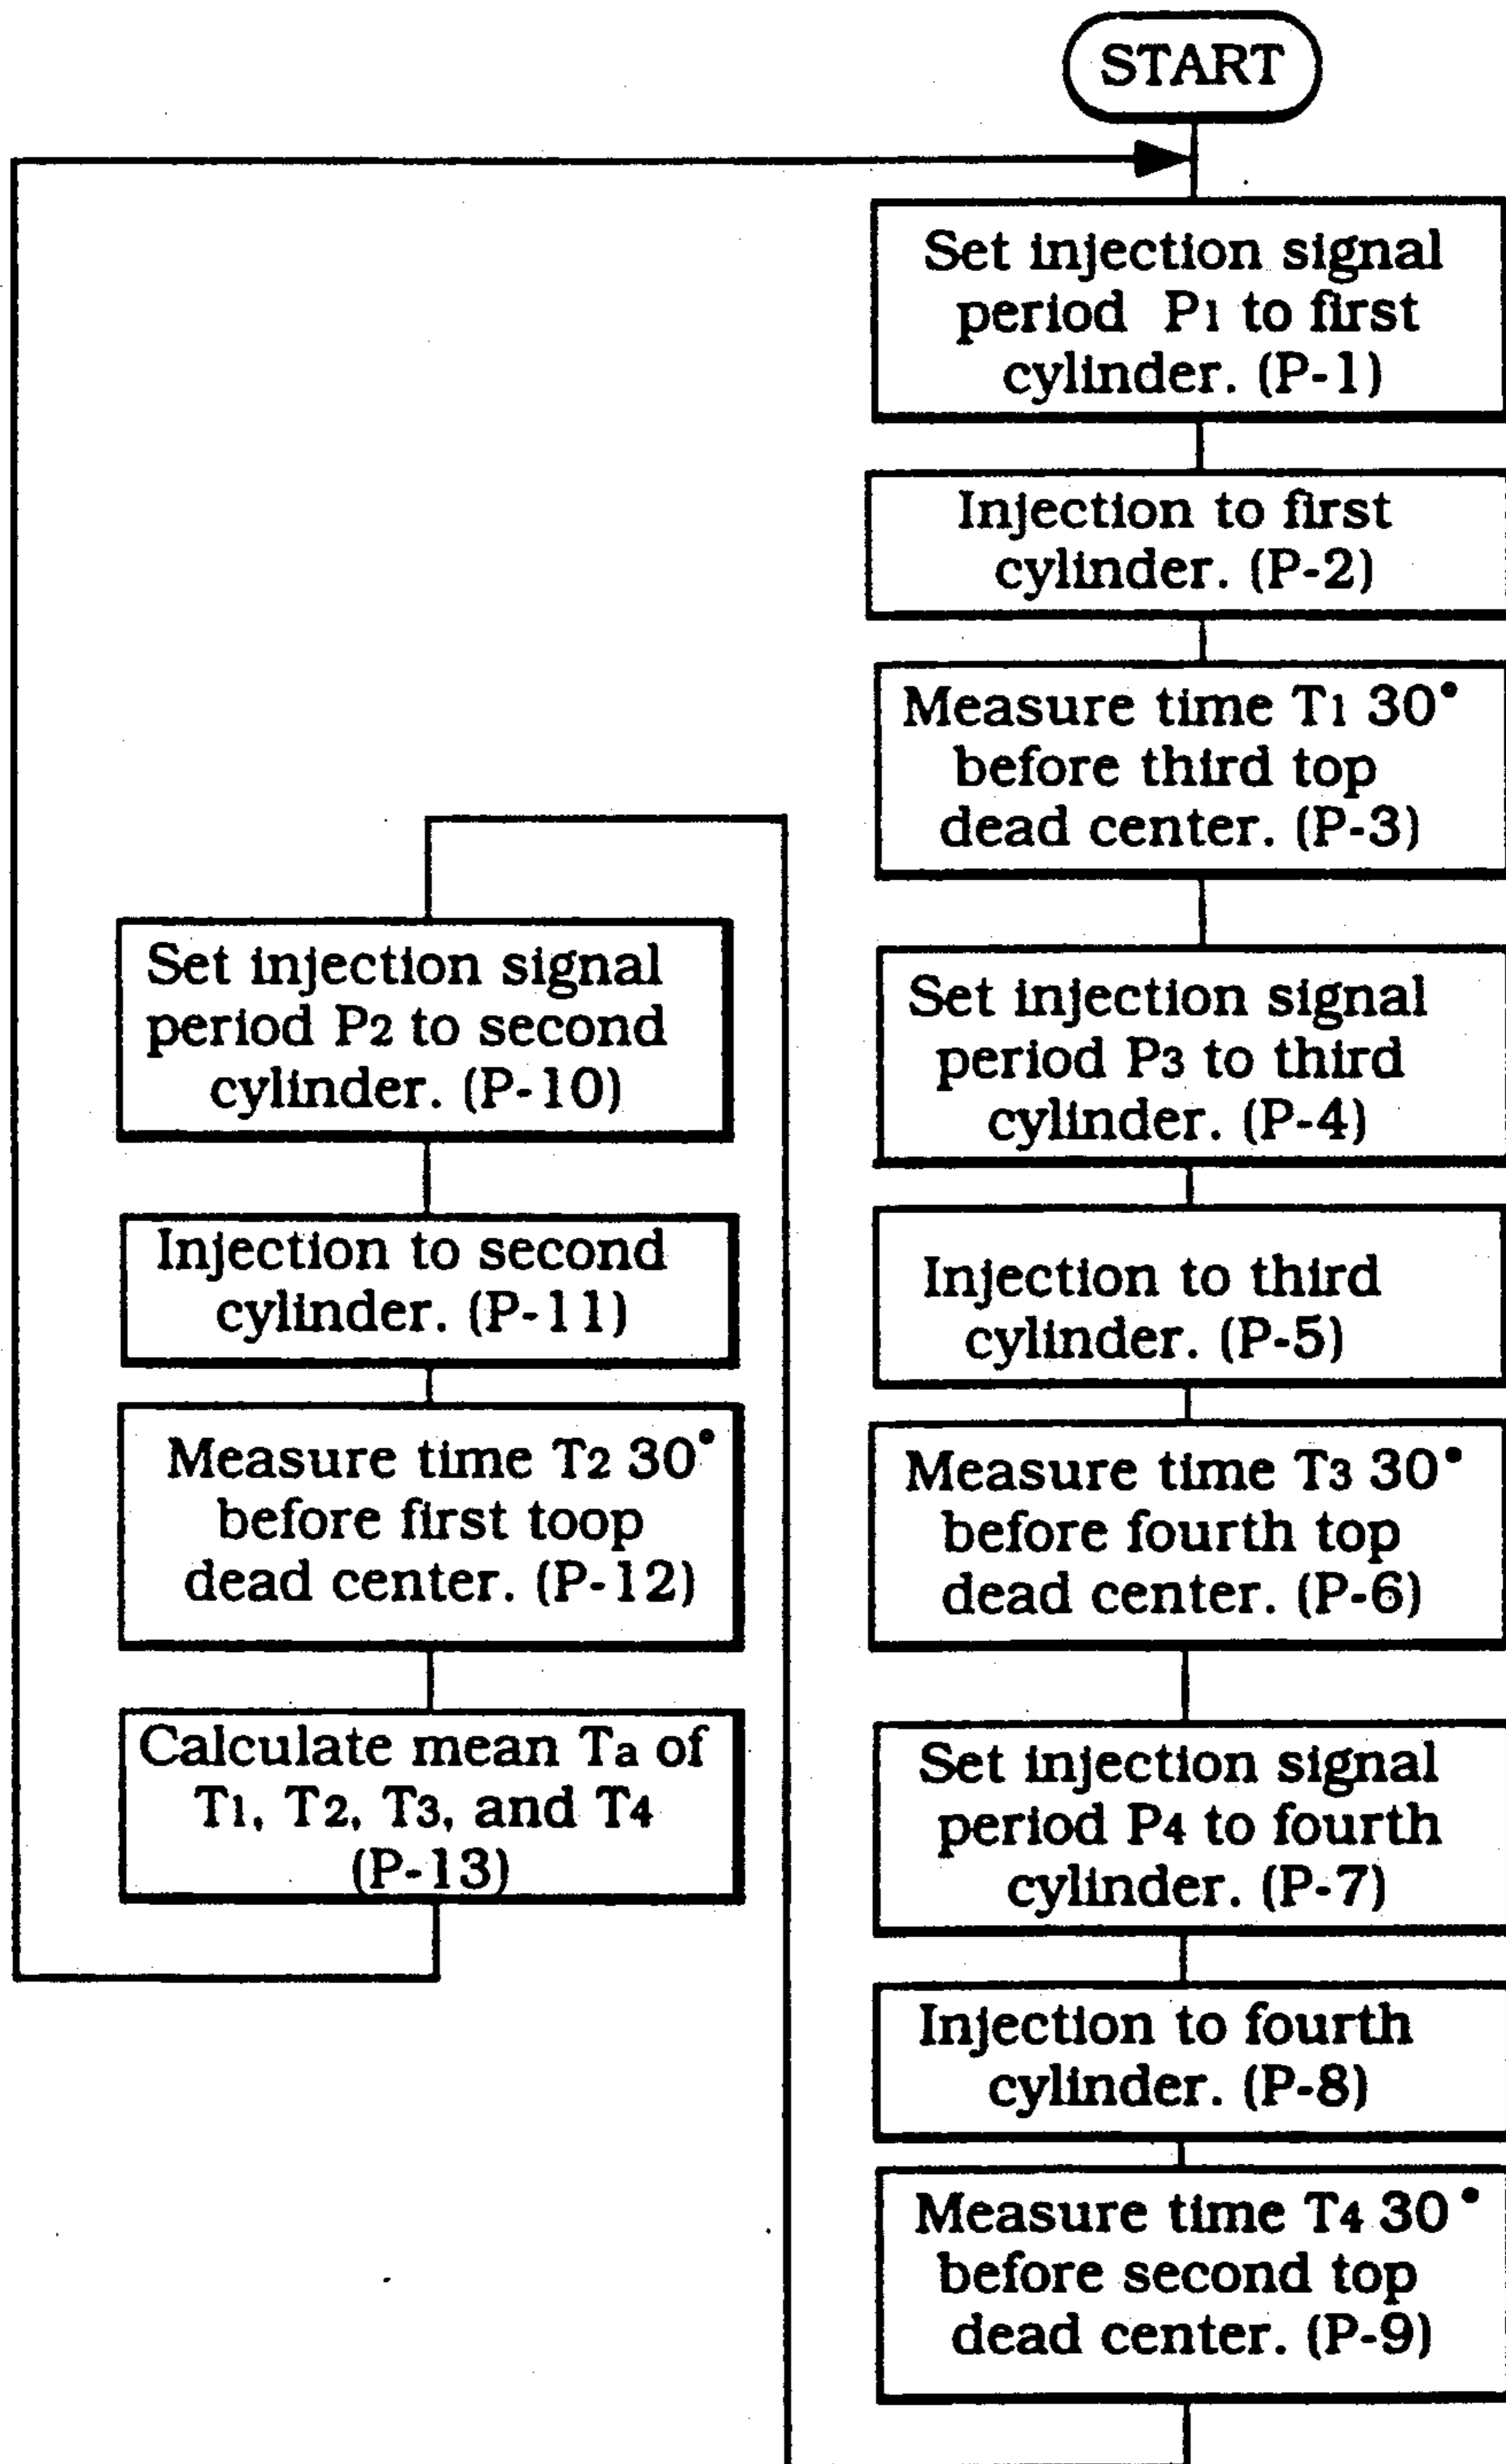 START
Set injection signal
period P1 to first
cylinder. (P-1)
Injection to first
cylinder. (P-2)
Measure time T1 30°
before third top
dead center. (P-3)
Set injection signal
period P3 to third
cylinder. (P-4)
Injection to third
cylinder. (P-5)
Measure time T3 30°
before fourth top
dead center. (P-6)
Set injection signal
period P4 to fourth
cylinder. (P-7)
Injection to fourth
cylinder. (P-8)
Measure time T4 30°
before second top
dead center. (P-9)
Set injection signal
period P2 to second
cylinder. (P-10)
Injection to second
cylinder. (P-11)
Measure time T2 30°
before first toop
dead center. (P-12)
Calculate mean Ta of
T1, T2, T3, and T4
(P-13)